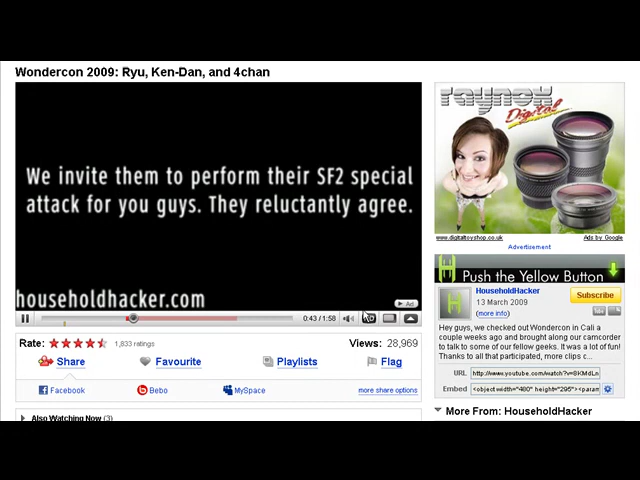 Wondercon 2009: Ryu, Ken-Dan, and 4chan
We invite them to perform their SF2 special
attack for you guys. They reluctantly agree.
householdhacker.com
Ad
0:43 / 1:58
Rate:
1,833 ratings
Views: 28,969
Share
Favourite
Playlists
Flag
Facebook
Bebo
MySpace
more share options
Also Watching Now (3)
raynox
Digital
www.digitaltoyshop.co.uk
Ads by Google
Advertisement
Push the Yellow Button
HouseholdHacker
13 March 2009
(more info)
Subscribe
Hey guys, we checked out Wondercon in Cali a
couple weeks ago and brought along our camcorder
to talk to some of our fellow geeks. It was a lot of fun!
Thanks to all that participated, more clips c...
URL
http://www.youtube.com/watch?v=8KMdLn
Embed
<object width="480" height="295"><param
More From: HouseholdHacker